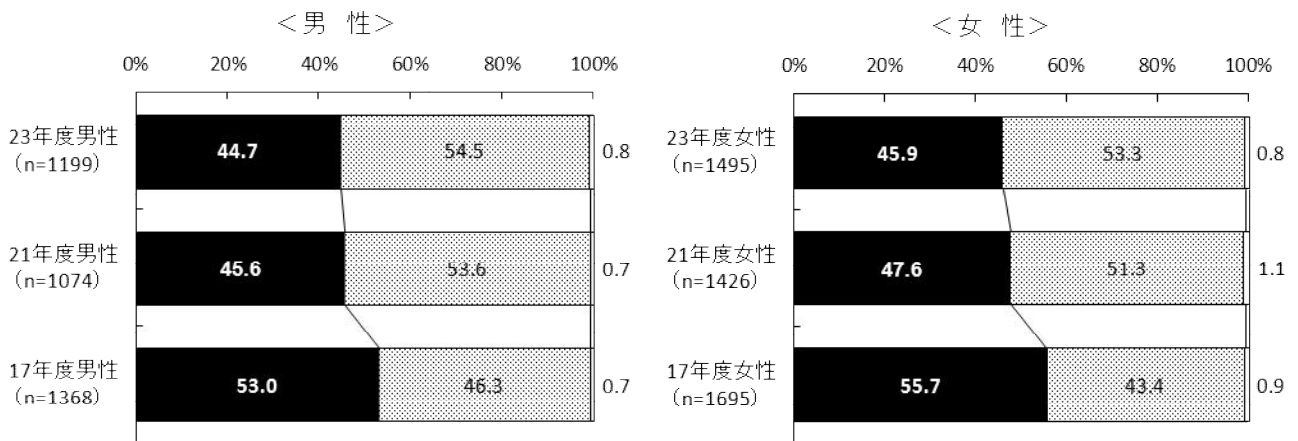 ＜男 性＞
0% 20% 40% 60% 80% 100%
23年度男性
（n=1199）
44.7 54.5 0.8
21年度男性
（n=1074）
45.6 53.6 0.7
17年度男性
（n=1368）
53.0 46.3 0.7
＜女 性＞
0% 20% 40% 60% 80% 100%
23年度女性
（n=1495）
45.9 53.3 0.8
21年度女性
（n=1426）
47.6 51.3 1.1
17年度女性
（n=1695）
55.7 43.4 0.9